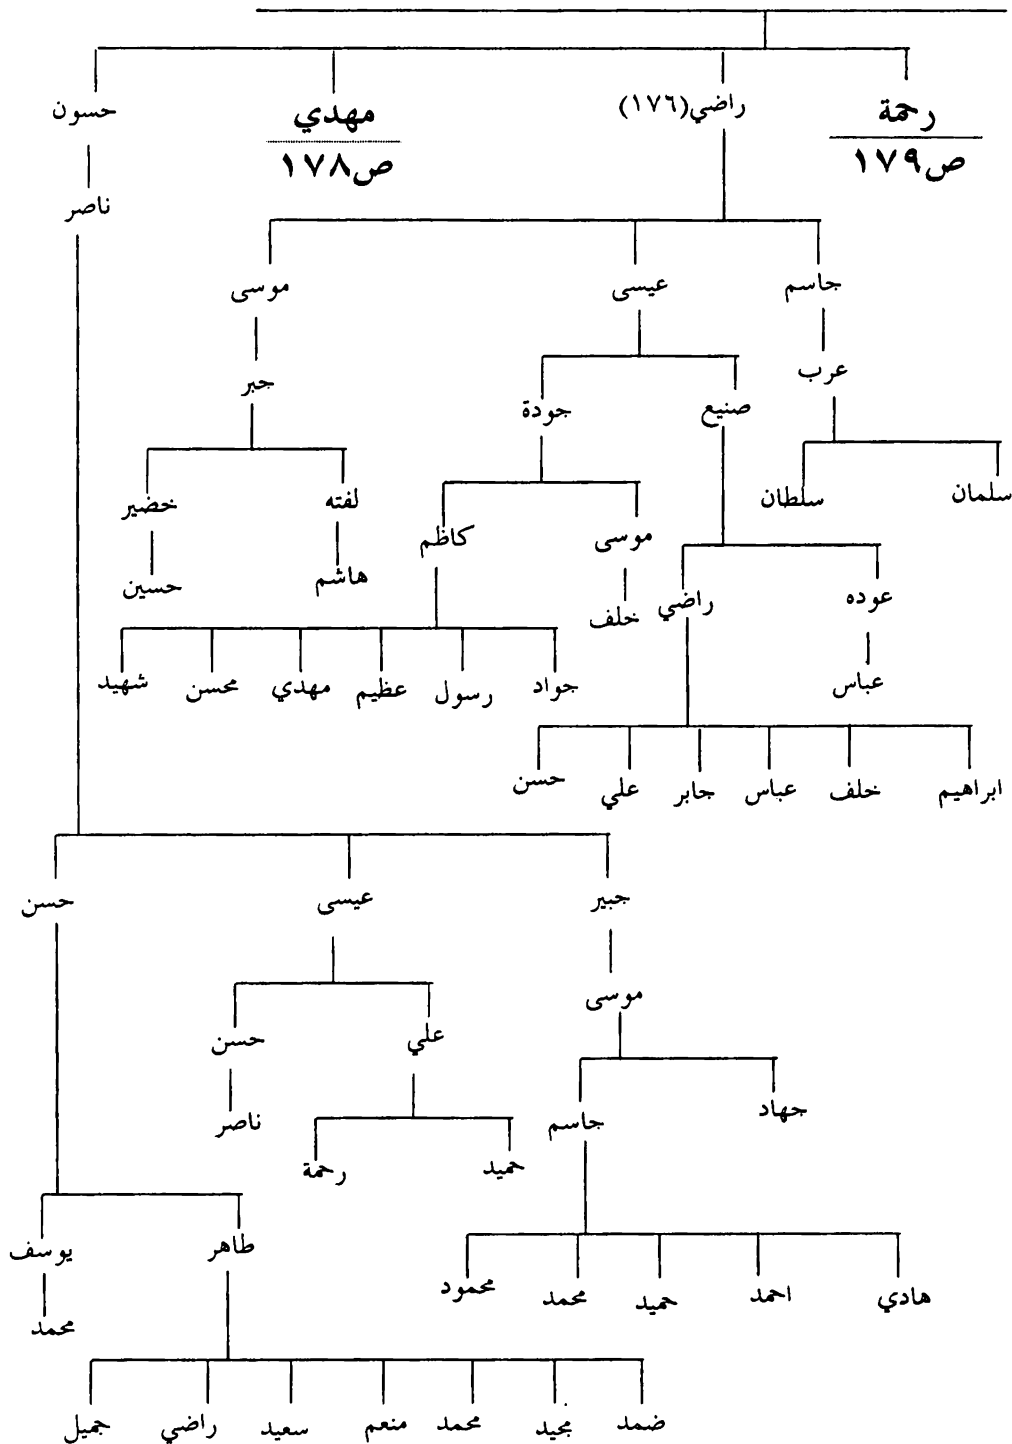 رحمة
ص١٧٩
راضي(١٧٦)
مهدي
ص١٧٨
حسون
ناصر
جاسم
عيسى
موسى
عرب
صنيع
جودة
جبر
سلمان
سلطان
موسى
كاظم
لفته
خضير
عوده
راضي
خلف
هاشم
حسين
عباس
جواد
رسول
عظيم
مهدي
محسن
شهيد
ابراهيم
خلف
عباس
جابر
علي
حسن
جبير
عيسى
حسن
موسى
علي
حسن
جهاد
جاسم
ناصر
حميد
رحمة
طاهر
يوسف
هادي
احمد
حميد
محمد
محمود
محمد
ضمد
مجيد
محمد
منعم
سعيد
راضي
جميل